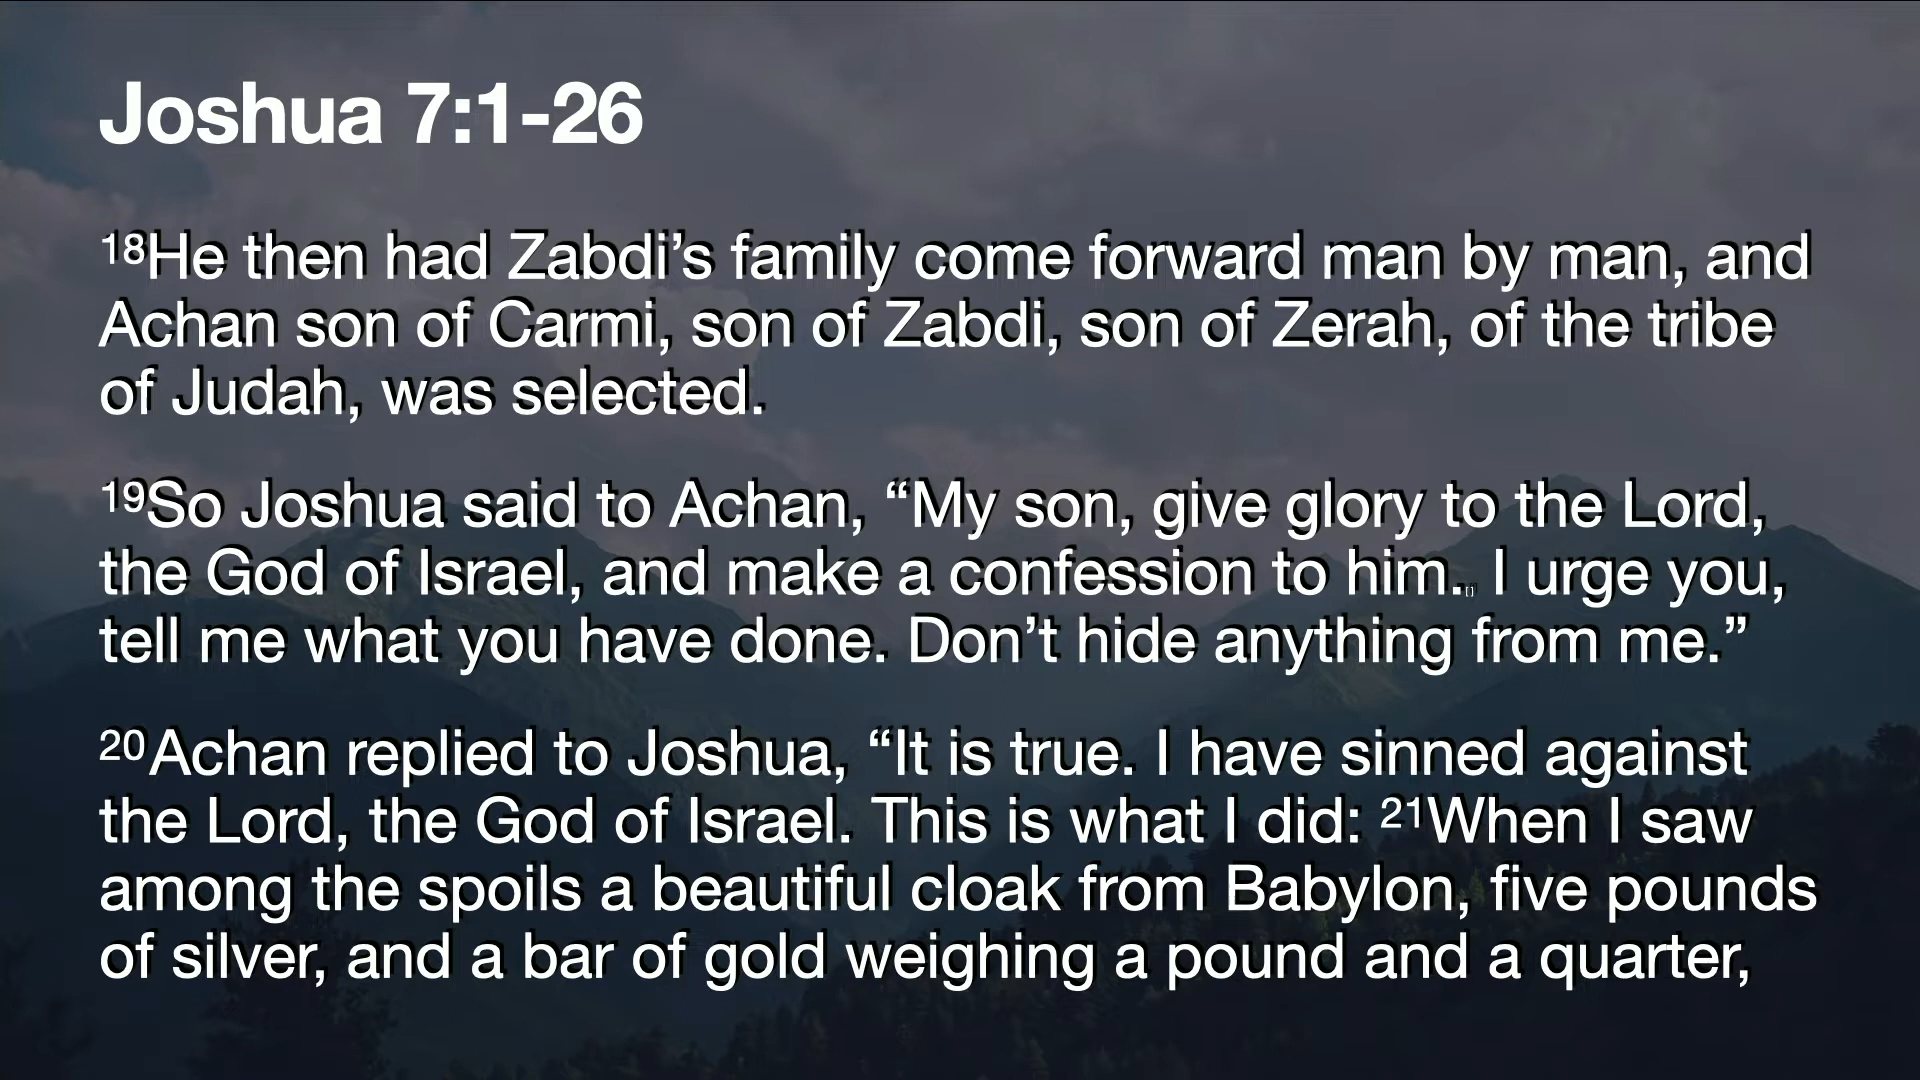 Joshua 7:1-26
18He then had Zabdi’s family come forward man by man, and
Achan son of Carmi, son of Zabdi, son of Zerah, of the tribe
of Judah, was selected.
19So Joshua said to Achan, “My son, give glory to the Lord,
the God of Israel, and make a confession to him. I urge you,
tell me what you have done. Don’t hide anything from me.”
20Achan replied to Joshua, “It is true. I have sinned against
the Lord, the God of Israel. This is what I did: 21When I saw
among the spoils a beautiful cloak from Babylon, five pounds
of silver, and a bar of gold weighing a pound and a quarter,